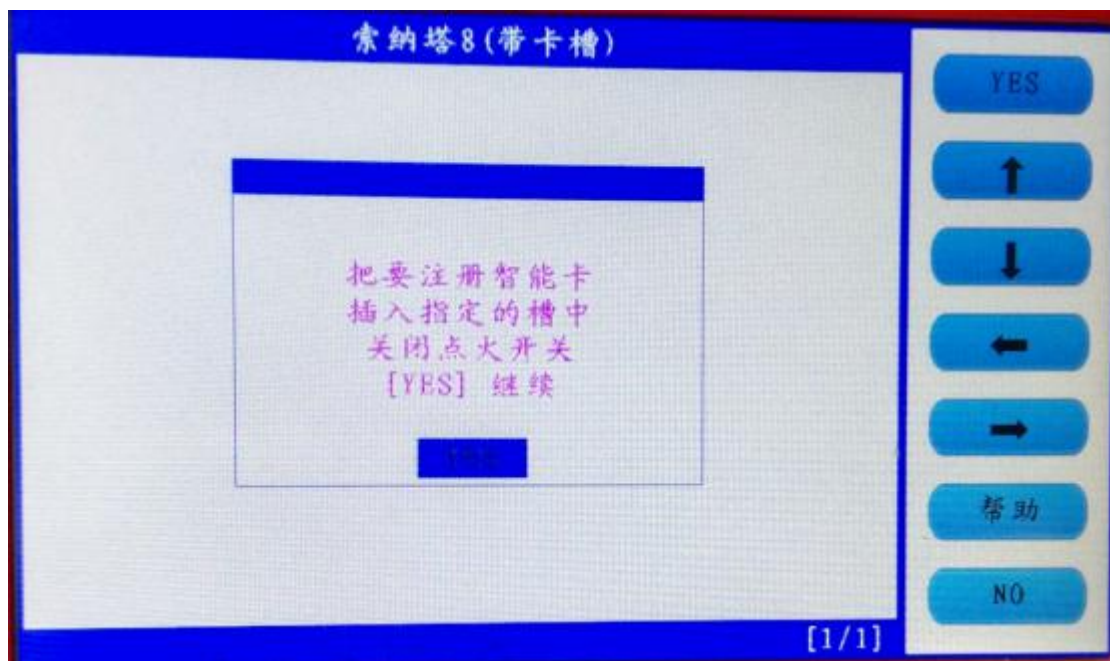 索纳塔8(带卡槽)
YES
把要注册智能卡
插入指定的槽中
关闭点火开关
[YES] 继续
YES
帮助
NO
[1/1]